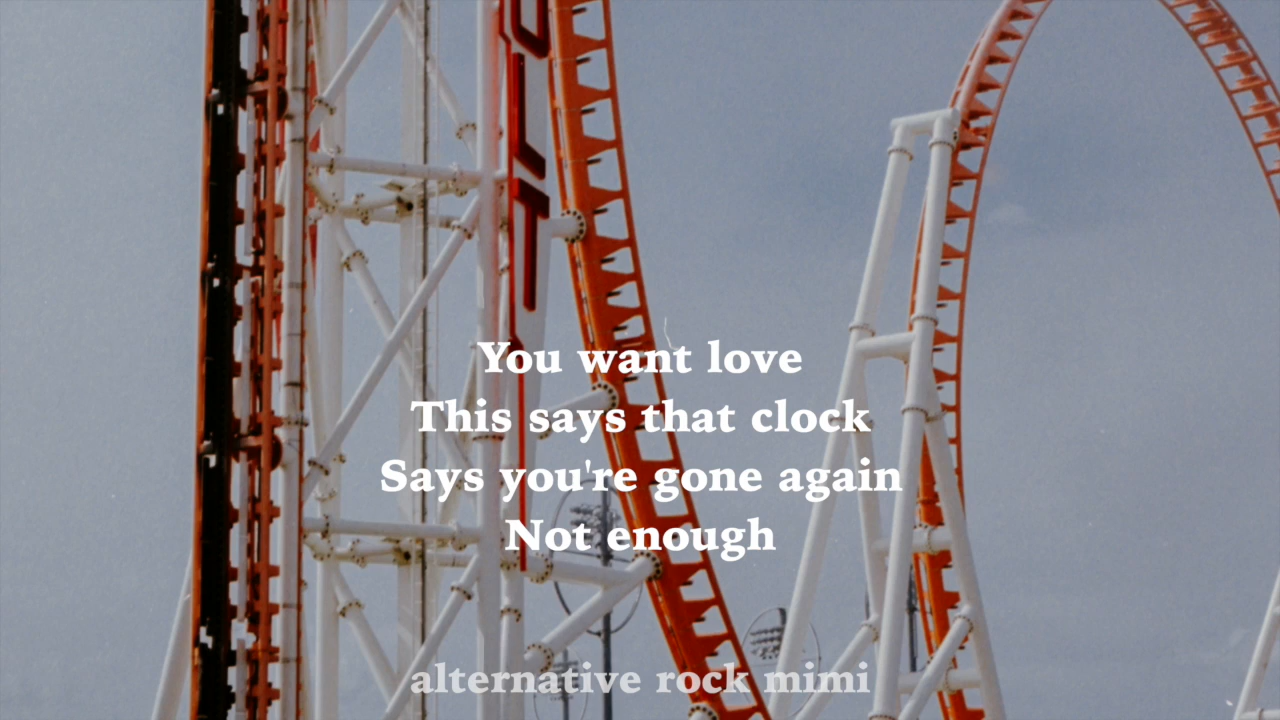 You want love
This says that clock
Says you're gone again
Not enough
alternative rock mimi